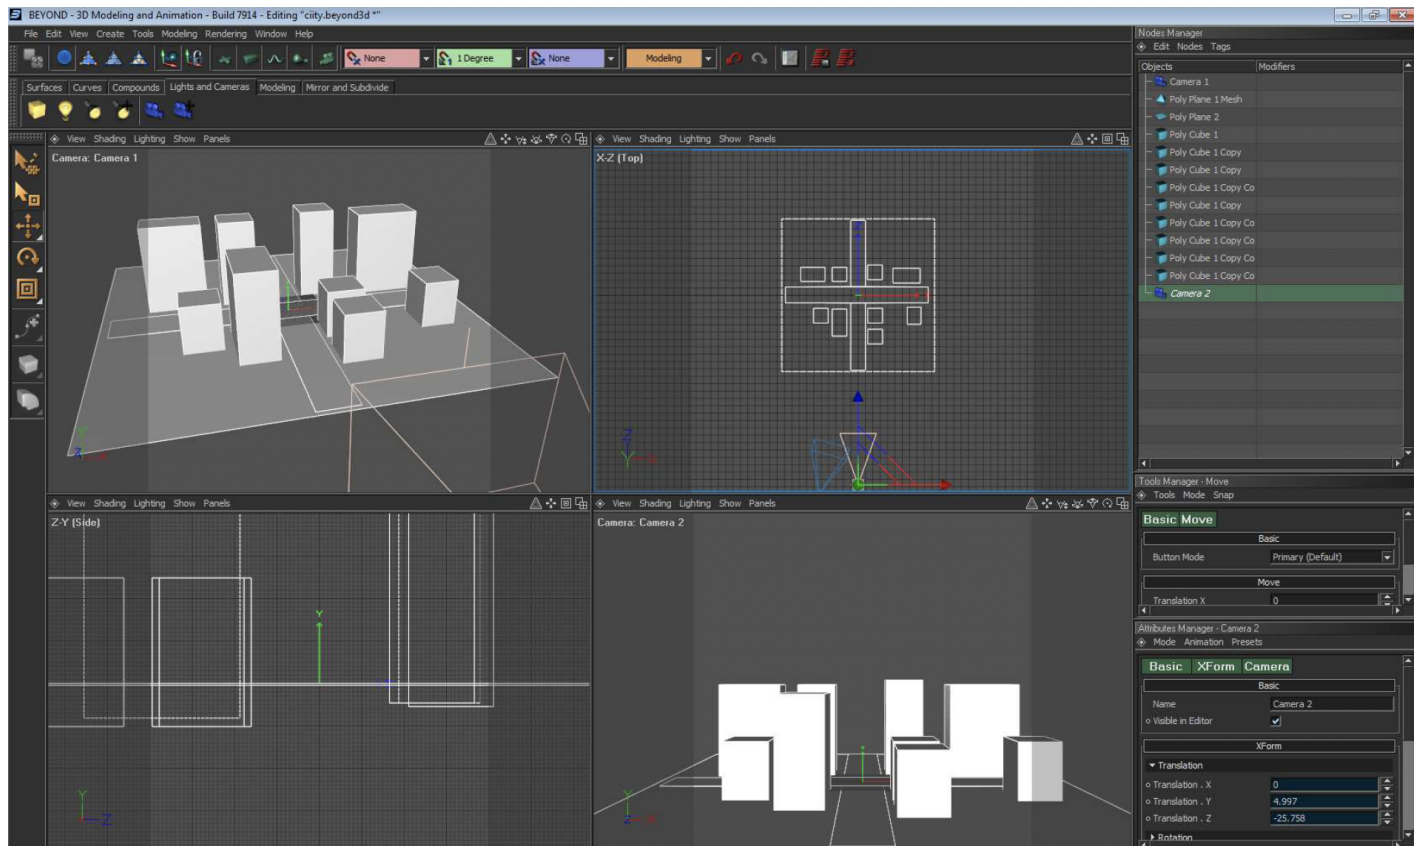 BEYOND - 3D Modeling and Animation - Build 7914 - Editing "ciity.beyond3d *"
File Edit View Create Tools Modeling Rendering Window Help
None 1 Degree None Modeling
Surfaces Curves Compounds Lights and Cameras Modeling Mirror and Subdivide
View Shading Lighting Show Panels
Camera: Camera 1
View Shading Lighting Show Panels
X-Z (Top)
View Shading Lighting Show Panels
Z-Y (Side)
View Shading Lighting Show Panels
Camera: Camera 2
Nodes Manager
Edit Nodes Tags
Objects Modifiers
Camera 1
Poly Plane 1 Mesh
Poly Plane 2
Poly Cube 1
Poly Cube 1 Copy
Poly Cube 1 Copy
Poly Cube 1 Copy Co
Poly Cube 1 Copy
Poly Cube 1 Copy Co
Poly Cube 1 Copy Co
Poly Cube 1 Copy Co
Poly Cube 1 Copy Co
Camera 2
Tools Manager - Move
Tools Mode Snap
Basic Move
Basic
Button Mode Primary (Default)
Move
Translation X 0
Attributes Manager - Camera 2
Mode Animation Presets
Basic XForm Camera
Basic
Name Camera 2
Visible in Editor
XForm
Translation
Translation . X 0
Translation . Y 4.997
Translation . Z -25.758
Rotation